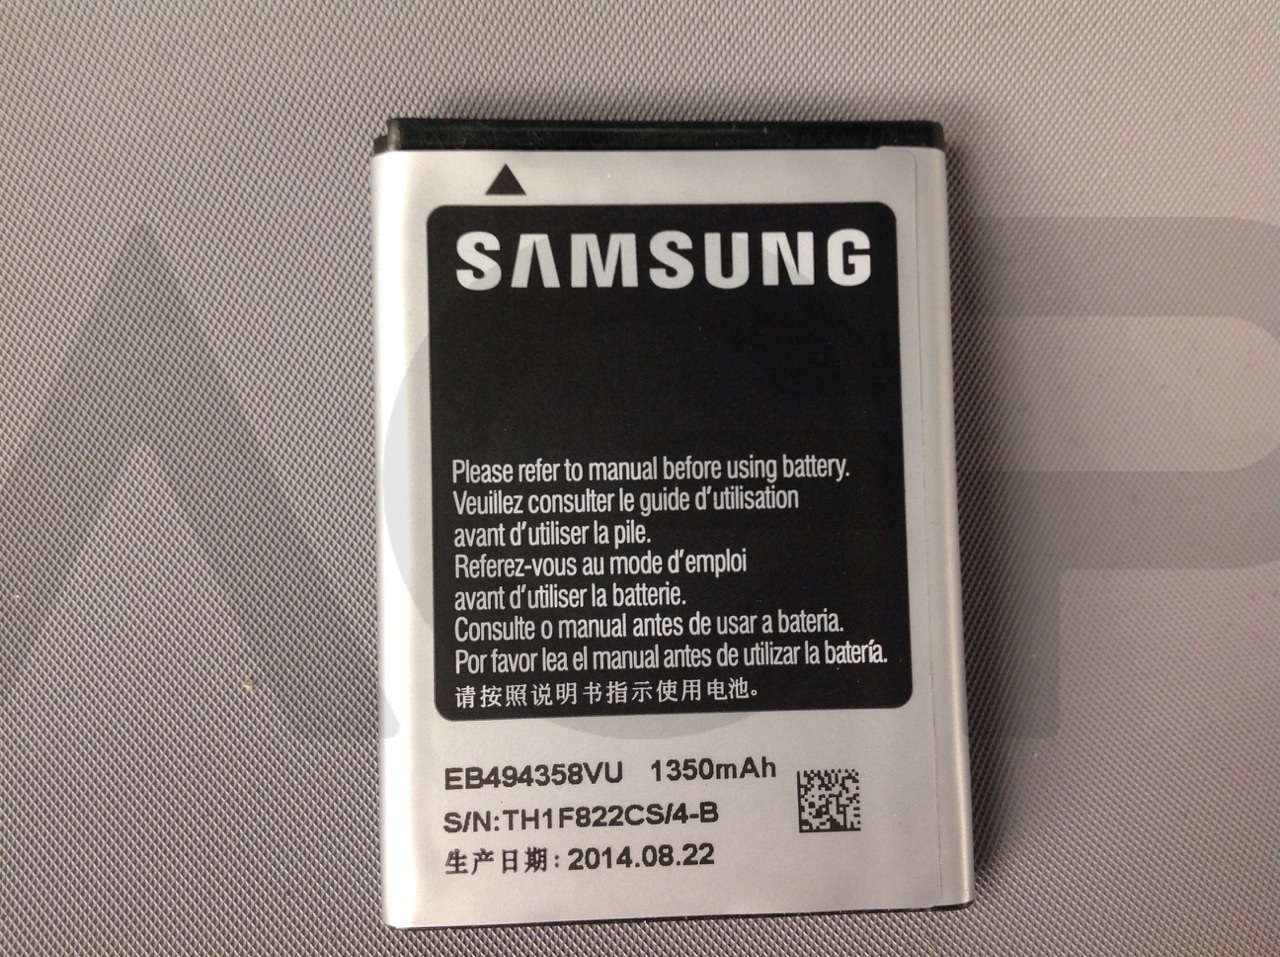 SAMSUNG
Please refer to manual before using battery.
Veuillez consulter le guide d'utilisation
avant d'utiliser la pile.
Referez-vous au mode d'emploi
avant d'utiliser la batterie.
Consulte o manual antes de usar a bateria.
Por favor lea el manual antes de utilizar la batería.
请按照说明书指示使用电池。
EB494358VU 1350mAh
S/N:TH1F822CS/4-B
生产日期: 2014.08.22